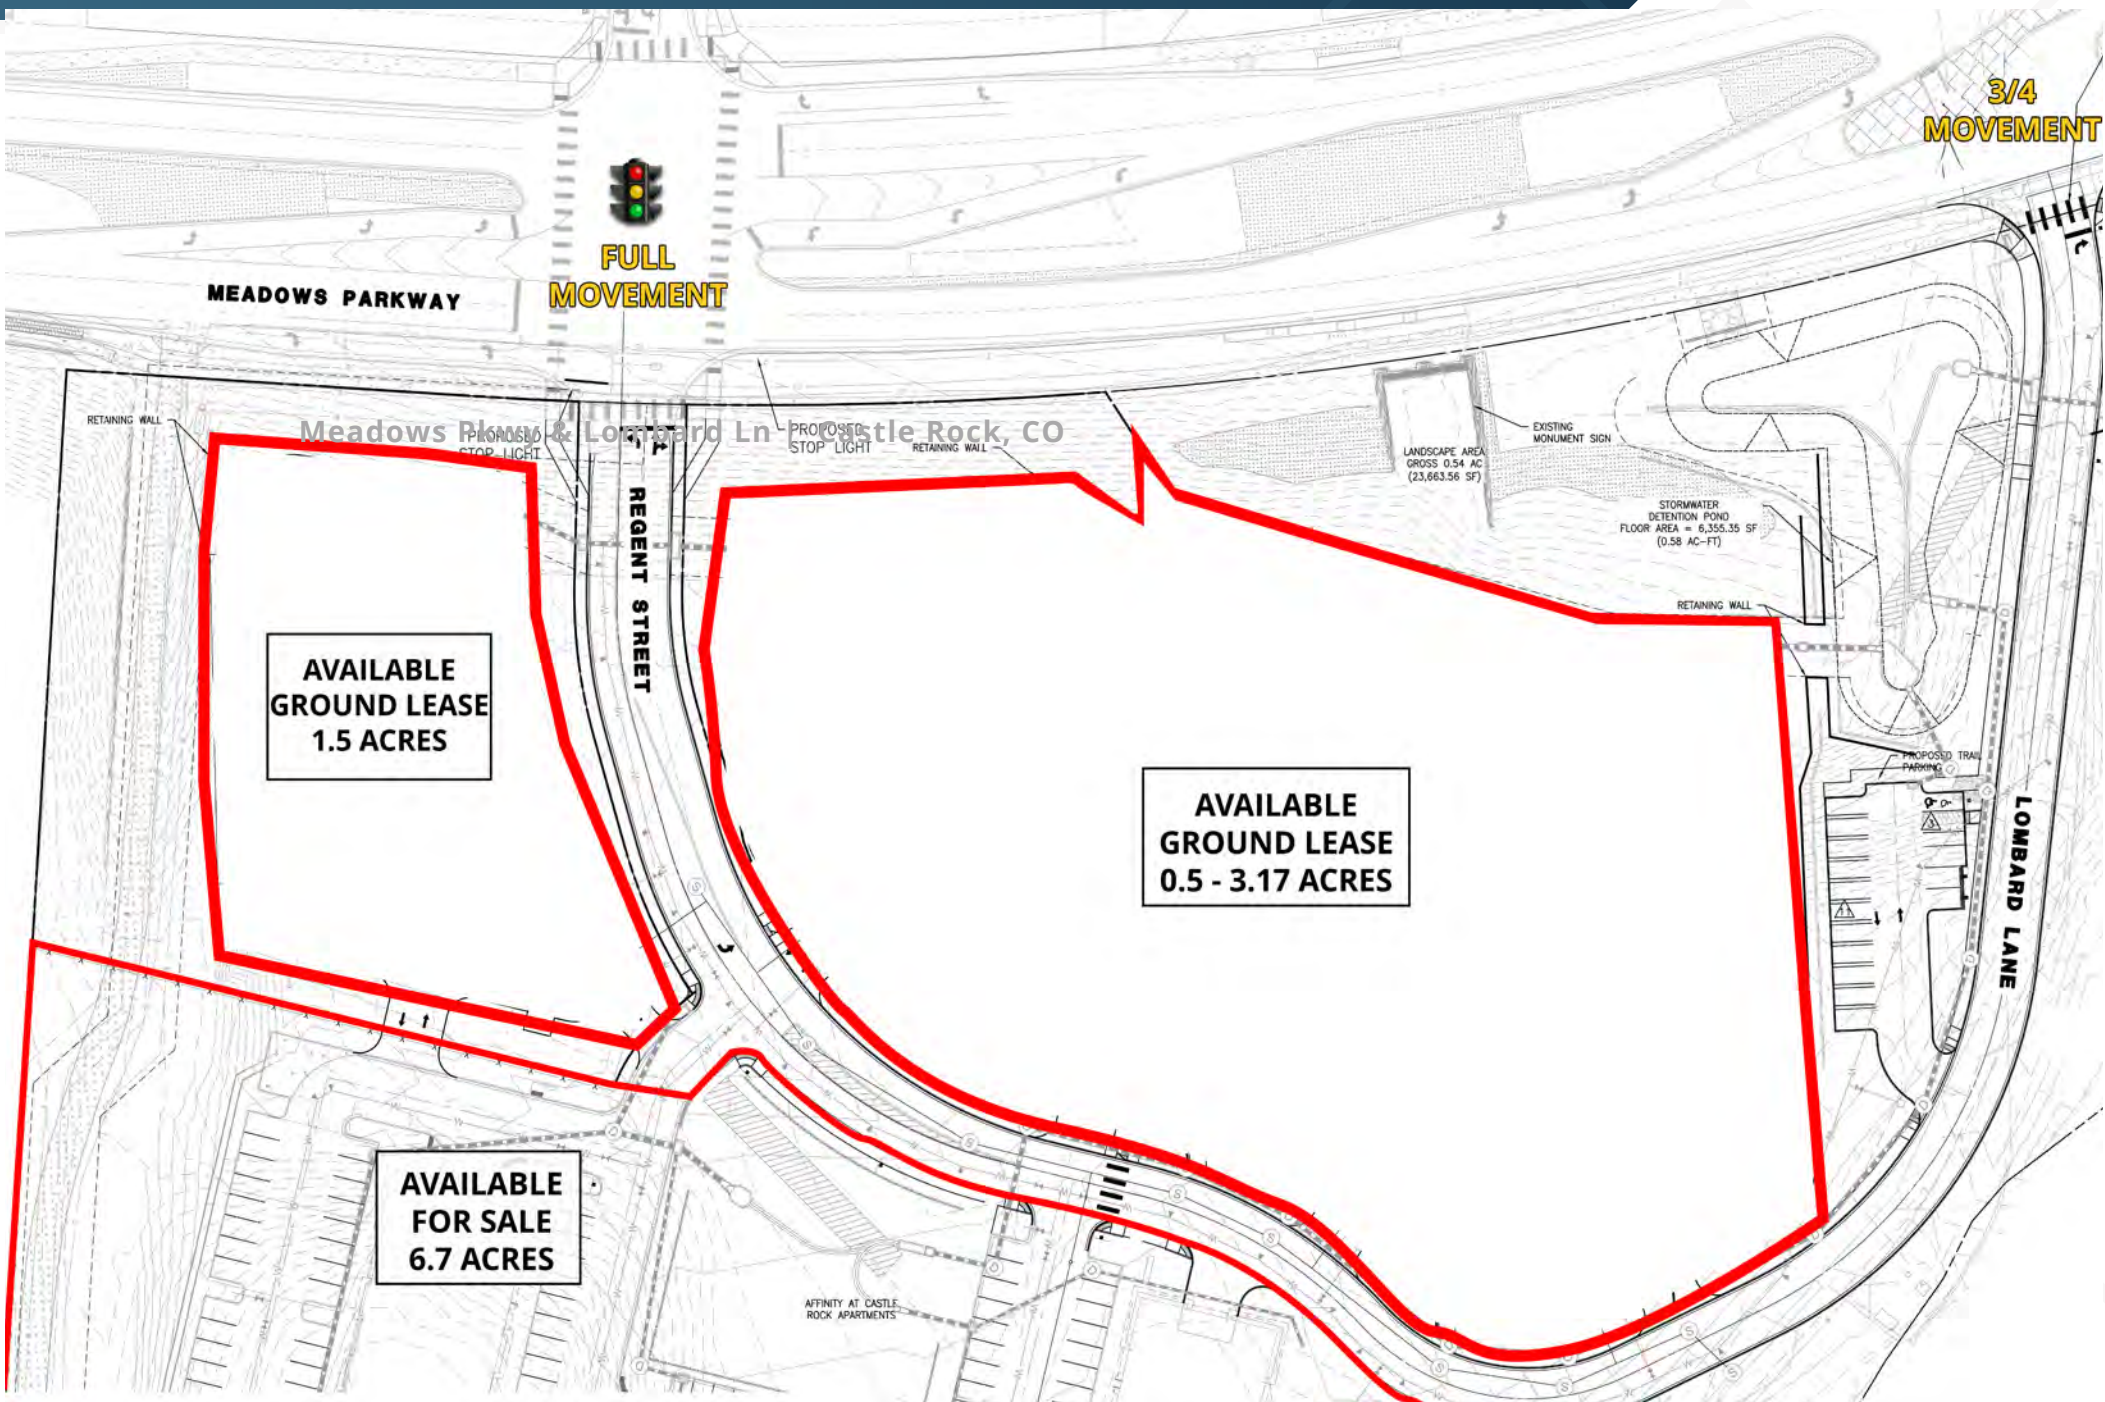 3/4
MOVEMENT
FULL
MOVEMENT
MEADOWS PARKWAY
RETAINING WALL
Meadows Pkwy & Lombard Ln | Castle Rock, CO
PROPOSED
STOP LIGHT
PROPOSED
STOP LIGHT
RETAINING WALL
EXISTING
MONUMENT SIGN
LANDSCAPE AREA
GROSS 0.54 AC
(23,663.56 SF)
STORMWATER
DETENTION POND
FLOOR AREA = 6,355.35 SF
(0.58 AC-FT)
RETAINING WALL
REGENT STREET
AVAILABLE
GROUND LEASE
1.5 ACRES
AVAILABLE
GROUND LEASE
0.5 - 3.17 ACRES
PROPOSED TRAIL
PARKING
LOMBARD LANE
AVAILABLE
FOR SALE
6.7 ACRES
AFFINITY AT CASTLE
ROCK APARTMENTS